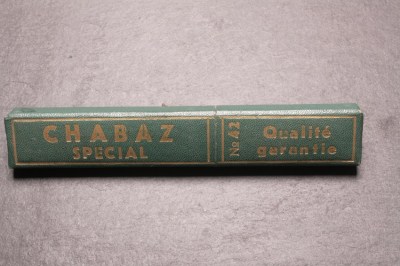 CHABAZ
SPECIAL
No 42
Qualité
garantie